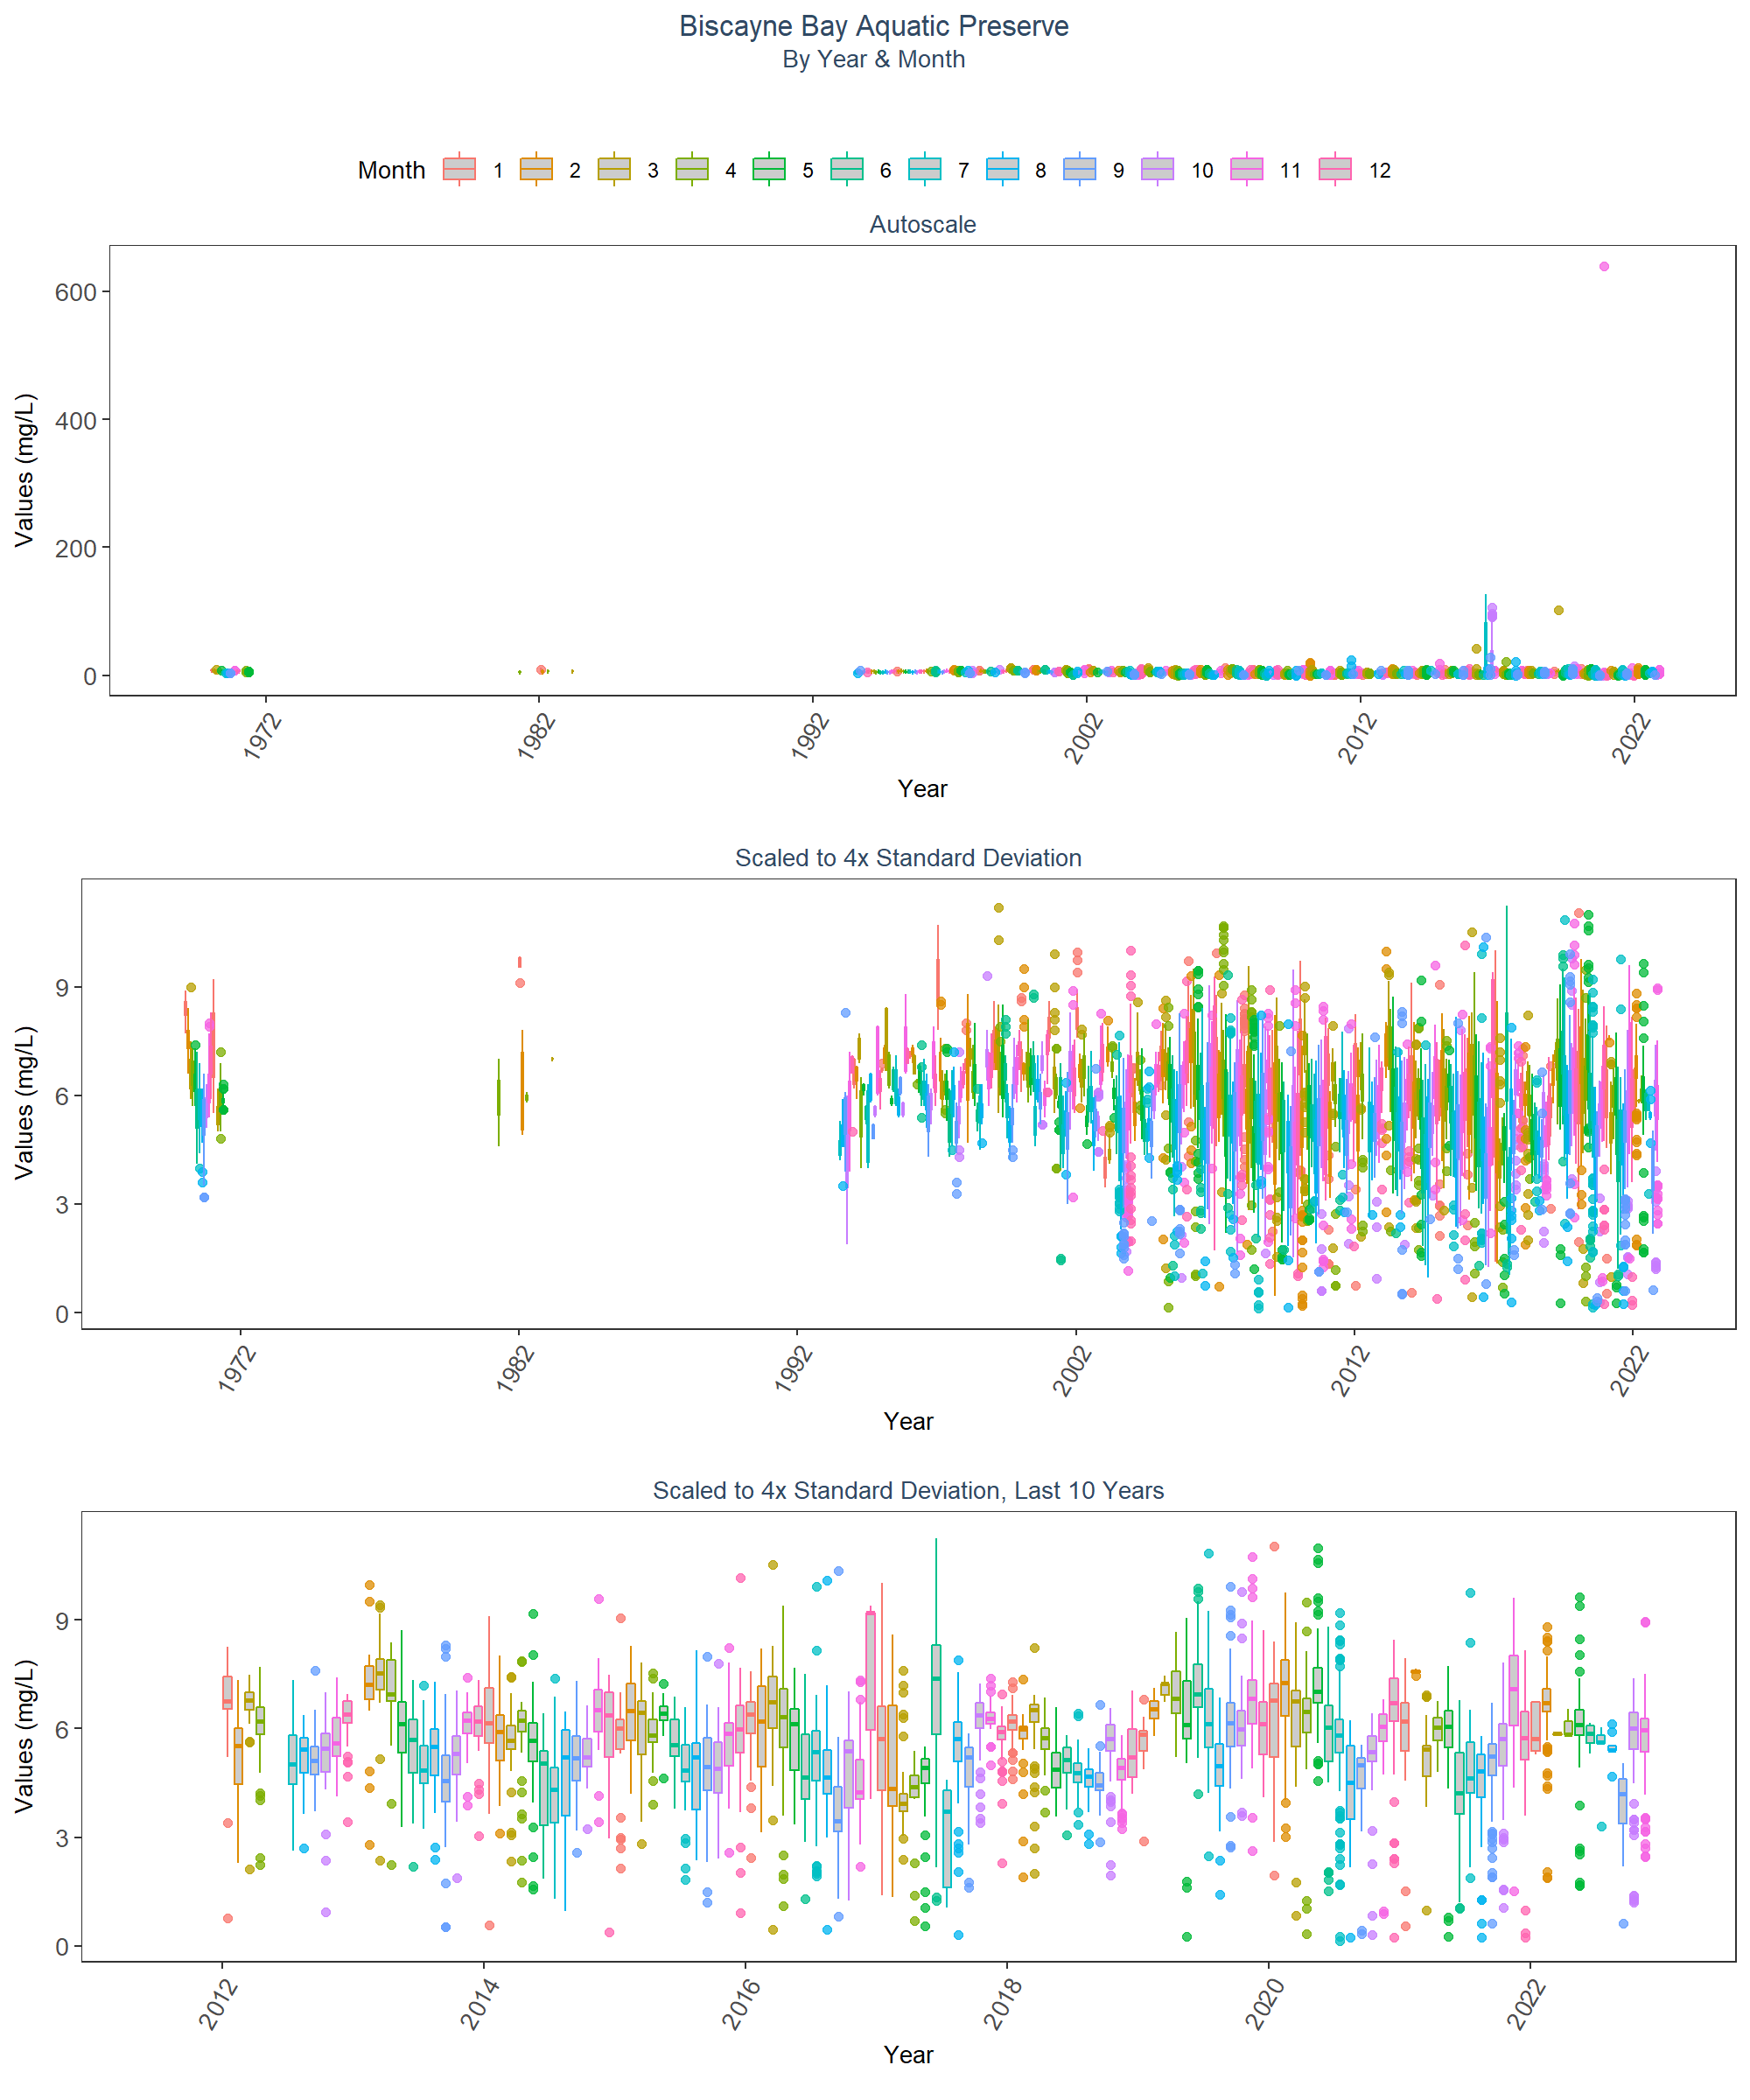 Biscayne Bay Aquatic Preserve
By Year & Month
Month 1 2 3 4 5 6 7 8 9 10 11 12
Autoscale
Values (mg/L)
600
400
200
0
1972 1982 1992 2002 2012 2022
Year
Scaled to 4x Standard Deviation
Values (mg/L)
9
6
3
0
1972 1982 1992 2002 2012 2022
Year
Scaled to 4x Standard Deviation, Last 10 Years
Values (mg/L)
9
6
3
0
2012 2014 2016 2018 2020 2022
Year